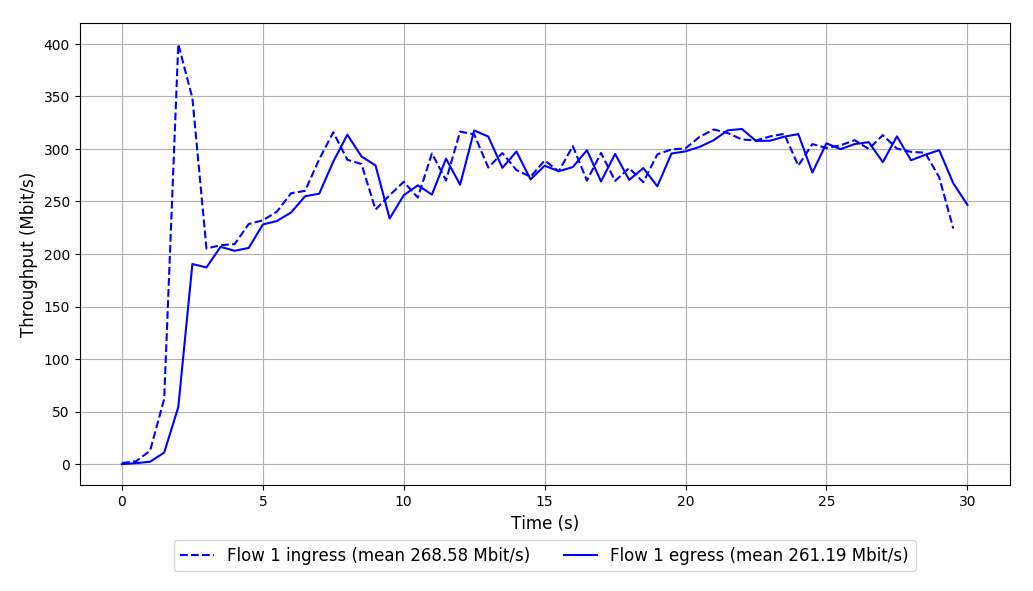 400
350
300
250
200
150
100
50
0
Throughput (Mbit/s)
0 5 10 15 20 25 30
Time (s)
Flow 1 ingress (mean 268.58 Mbit/s) Flow 1 egress (mean 261.19 Mbit/s)